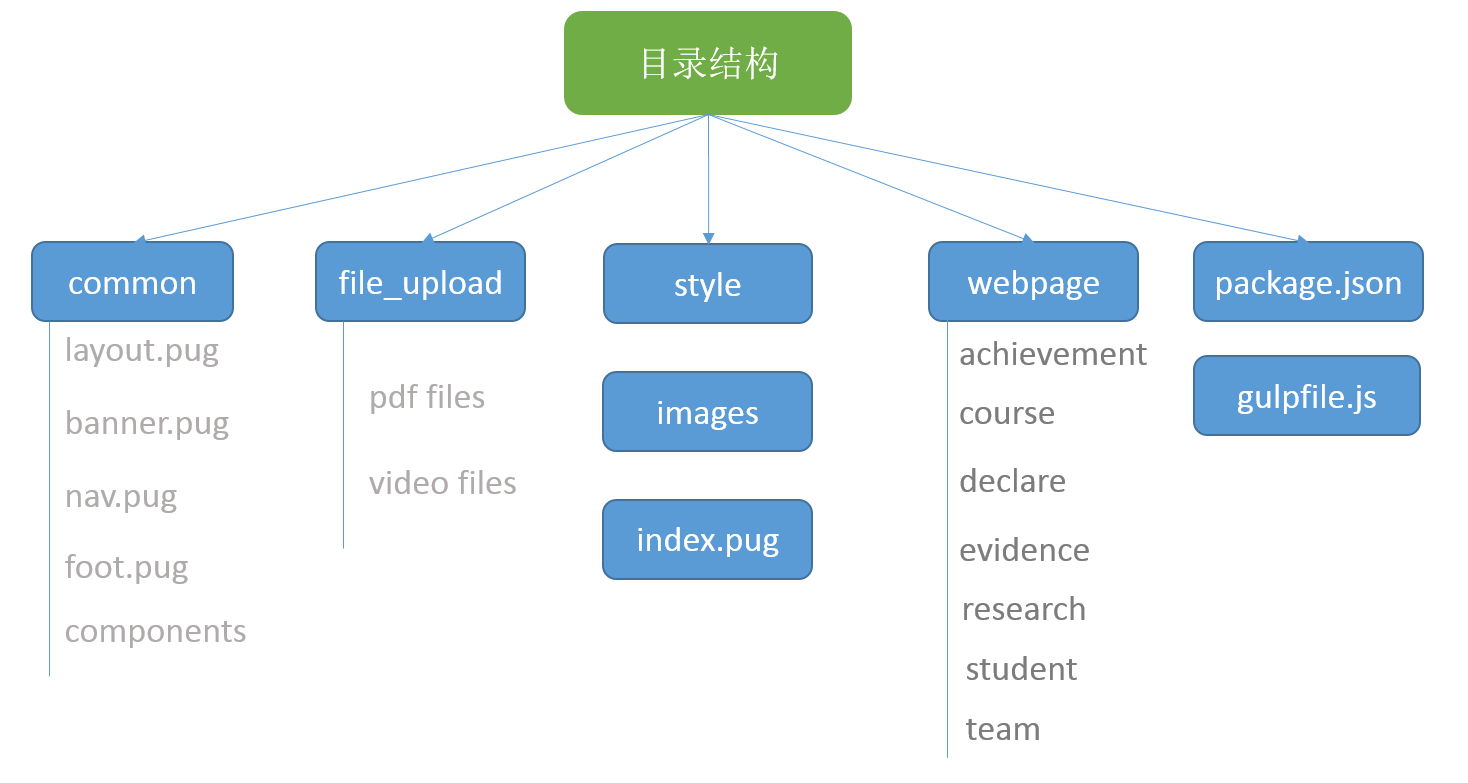 目录结构
common
layout.pug
banner.pug
nav.pug
foot.pug
components
file_upload
pdf files
video files
style
images
index.pug
webpage
achievement
course
declare
evidence
research
student
team
package.json
gulpfile.js